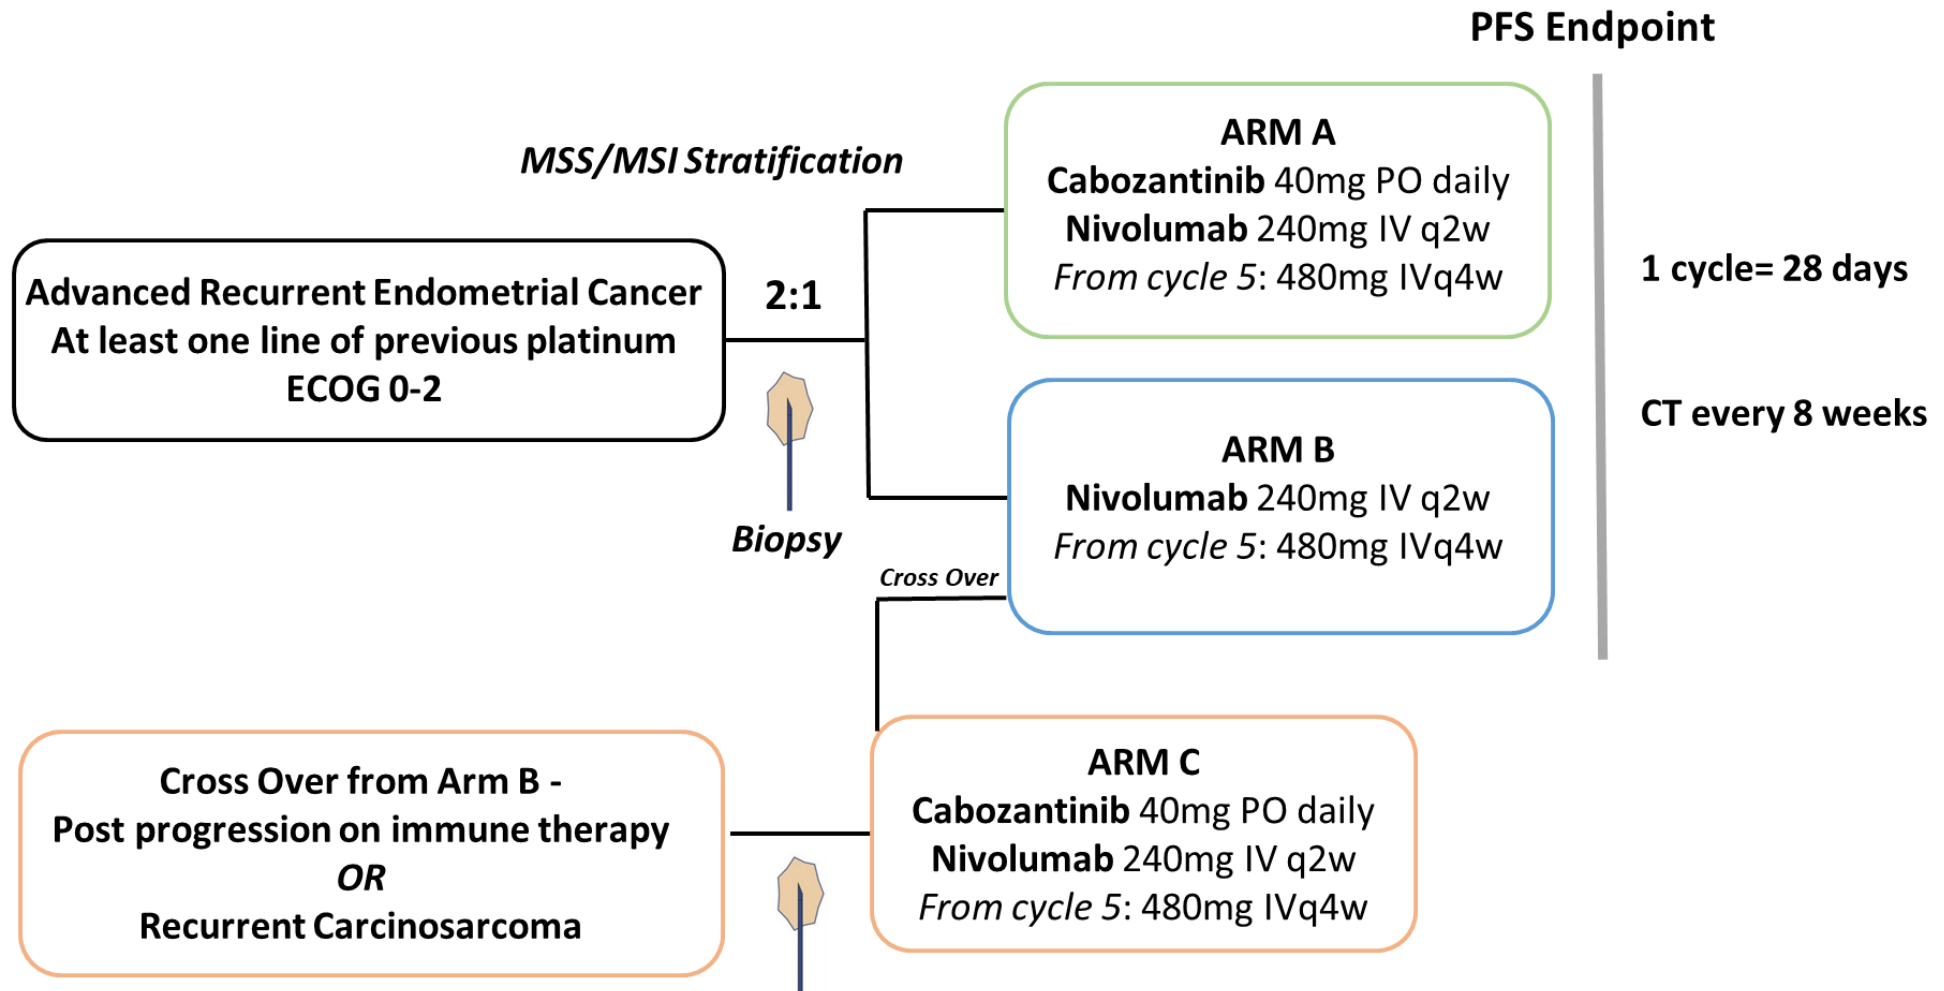 PFS Endpoint
MSS/MSI Stratification
ARM A
Cabozantinib 40mg PO daily
Nivolumab 240mg IV q2w
From cycle 5: 480mg IVq4w
Advanced Recurrent Endometrial Cancer
At least one line of previous platinum
ECOG 0-2
2:1
Biopsy
1 cycle= 28 days
CT every 8 weeks
ARM B
Nivolumab 240mg IV q2w
From cycle 5: 480mg IVq4w
Cross Over
Cross Over from Arm B -
Post progression on immune therapy
OR
Recurrent Carcinosarcoma
ARM C
Cabozantinib 40mg PO daily
Nivolumab 240mg IV q2w
From cycle 5: 480mg IVq4w